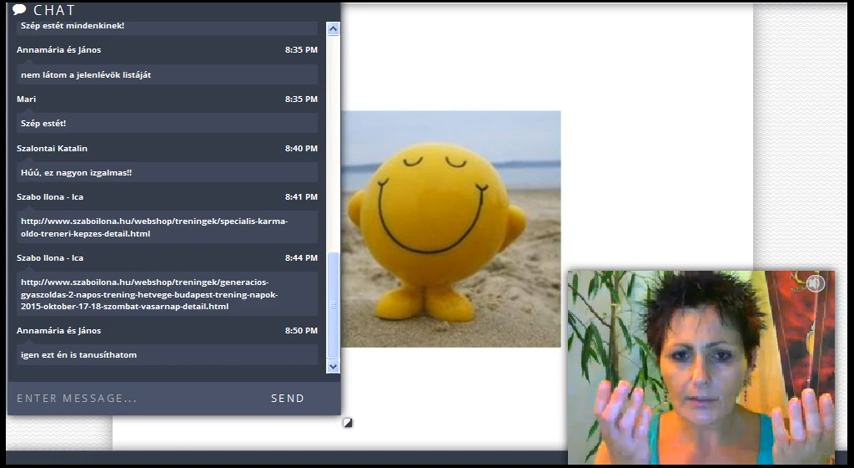 CHAT
Szép estét mindenkinek!
Annamária és János 8:35 PM
nem látom a jelenlévök listáját
Mari 8:35 PM
Szép estét!
Szalontai Katalin 8:40 PM
Húú, ez nagyon izgalmas!!
Szabo Ilona - Ica 8:41 PM
http://www.szaboilona.hu/webshop/treningek/specialis-karma-
oldo-treneri-kepzes-detail.html
Szabo Ilona - Ica 8:44 PM
http://www.szaboilona.hu/webshop/treningek/generacios-
gyaszoldas-2-napos-trening-hetvege-budapest-trening-napok-
2015-oktober-17-18-szombat-vasarnap-detail.html
Annamária és János 8:50 PM
igen ezt én is tanusíthatom
ENTER MESSAGE... SEND